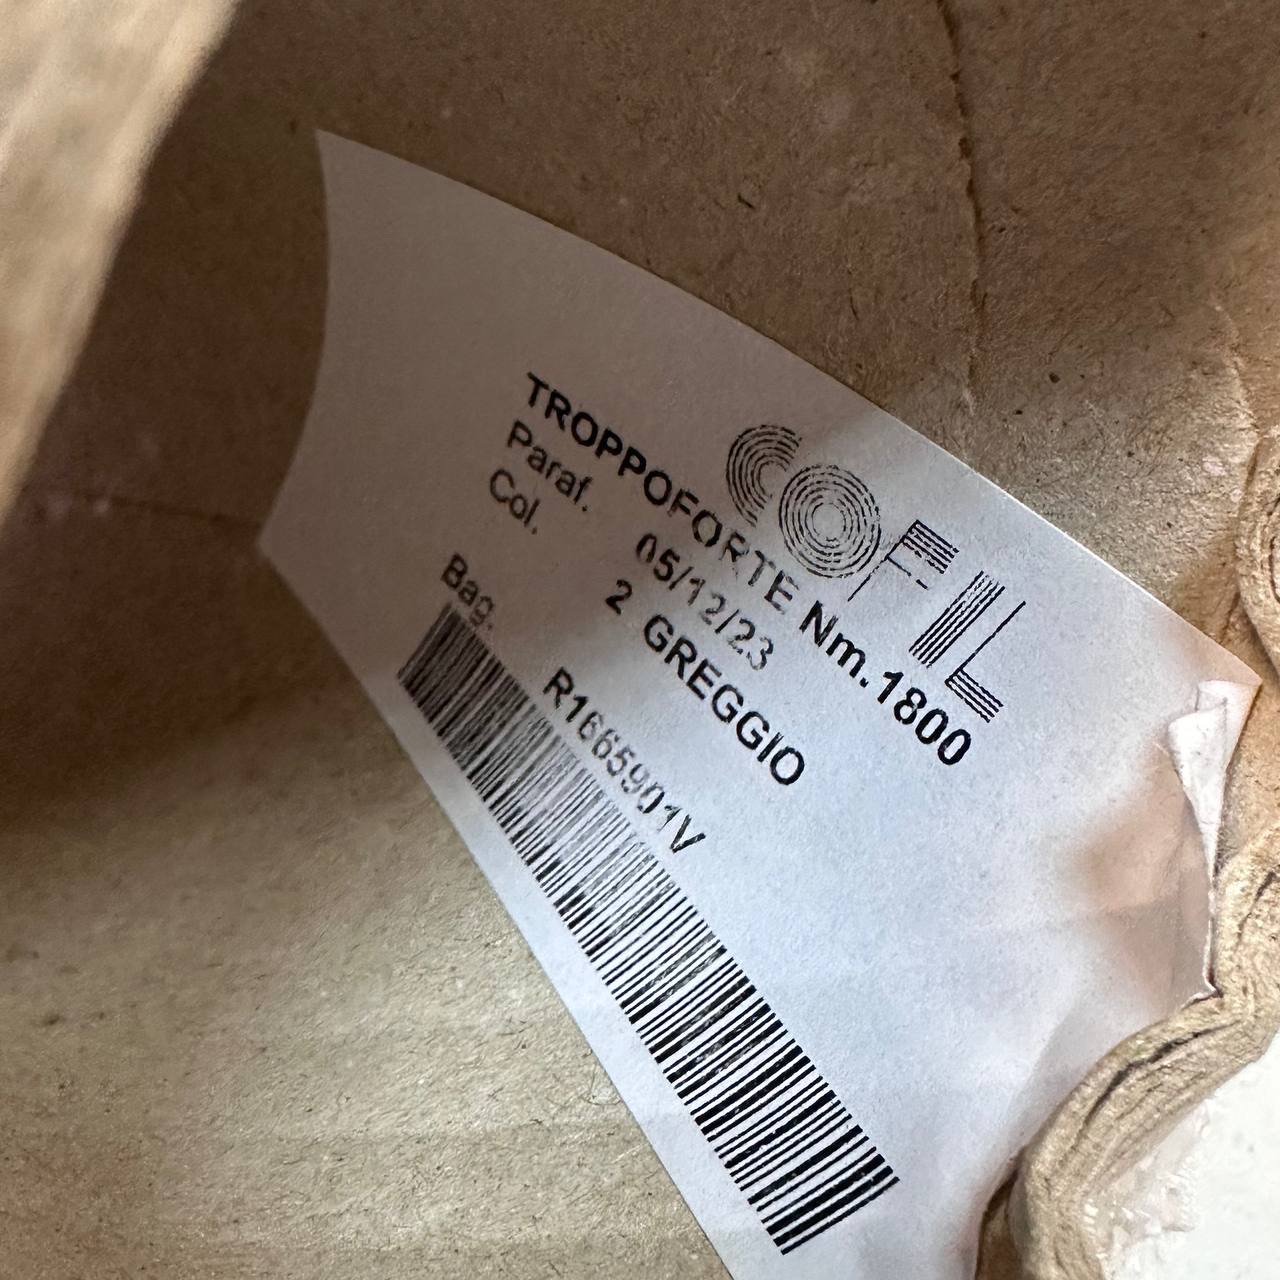 COFIL
TROPPOFORTE Nm.1800
Paraf. 05/12/23
Col. 2 GREGGIO
Bag. R1665901V